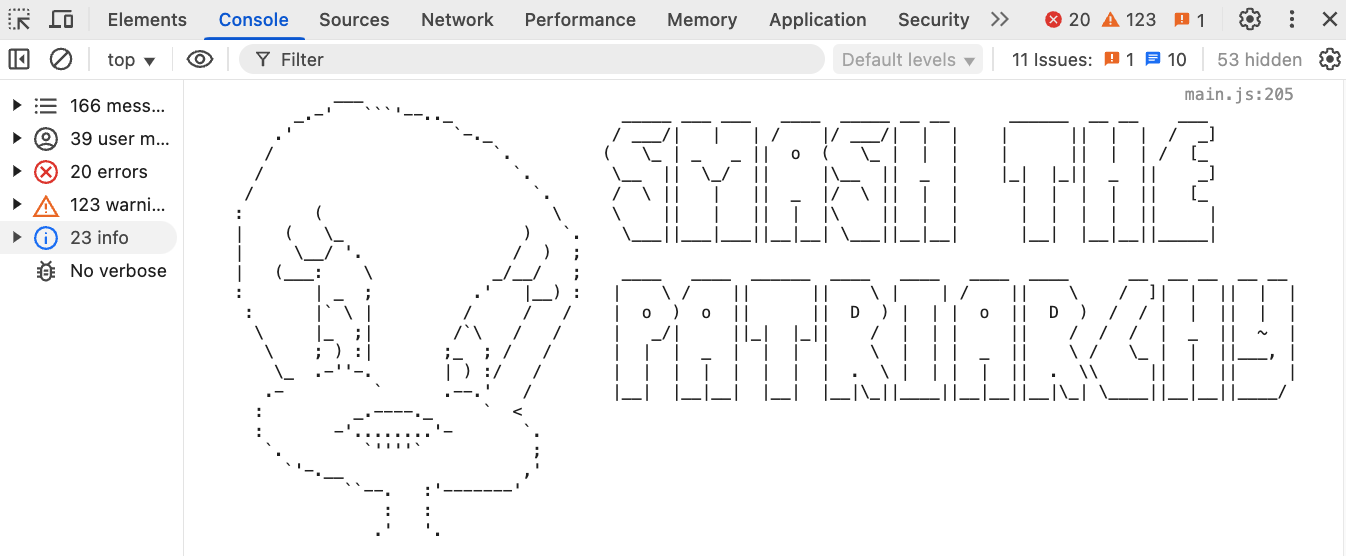 Elements Console Sources Network Performance Memory Application Security 20 123 1
top Filter Default levels 11 Issues: 1 10 53 hidden
main.js:205
166 mess...
39 user m...
20 errors
123 warni...
23 info
No verbose
SMASH THE
PATRIARCHY